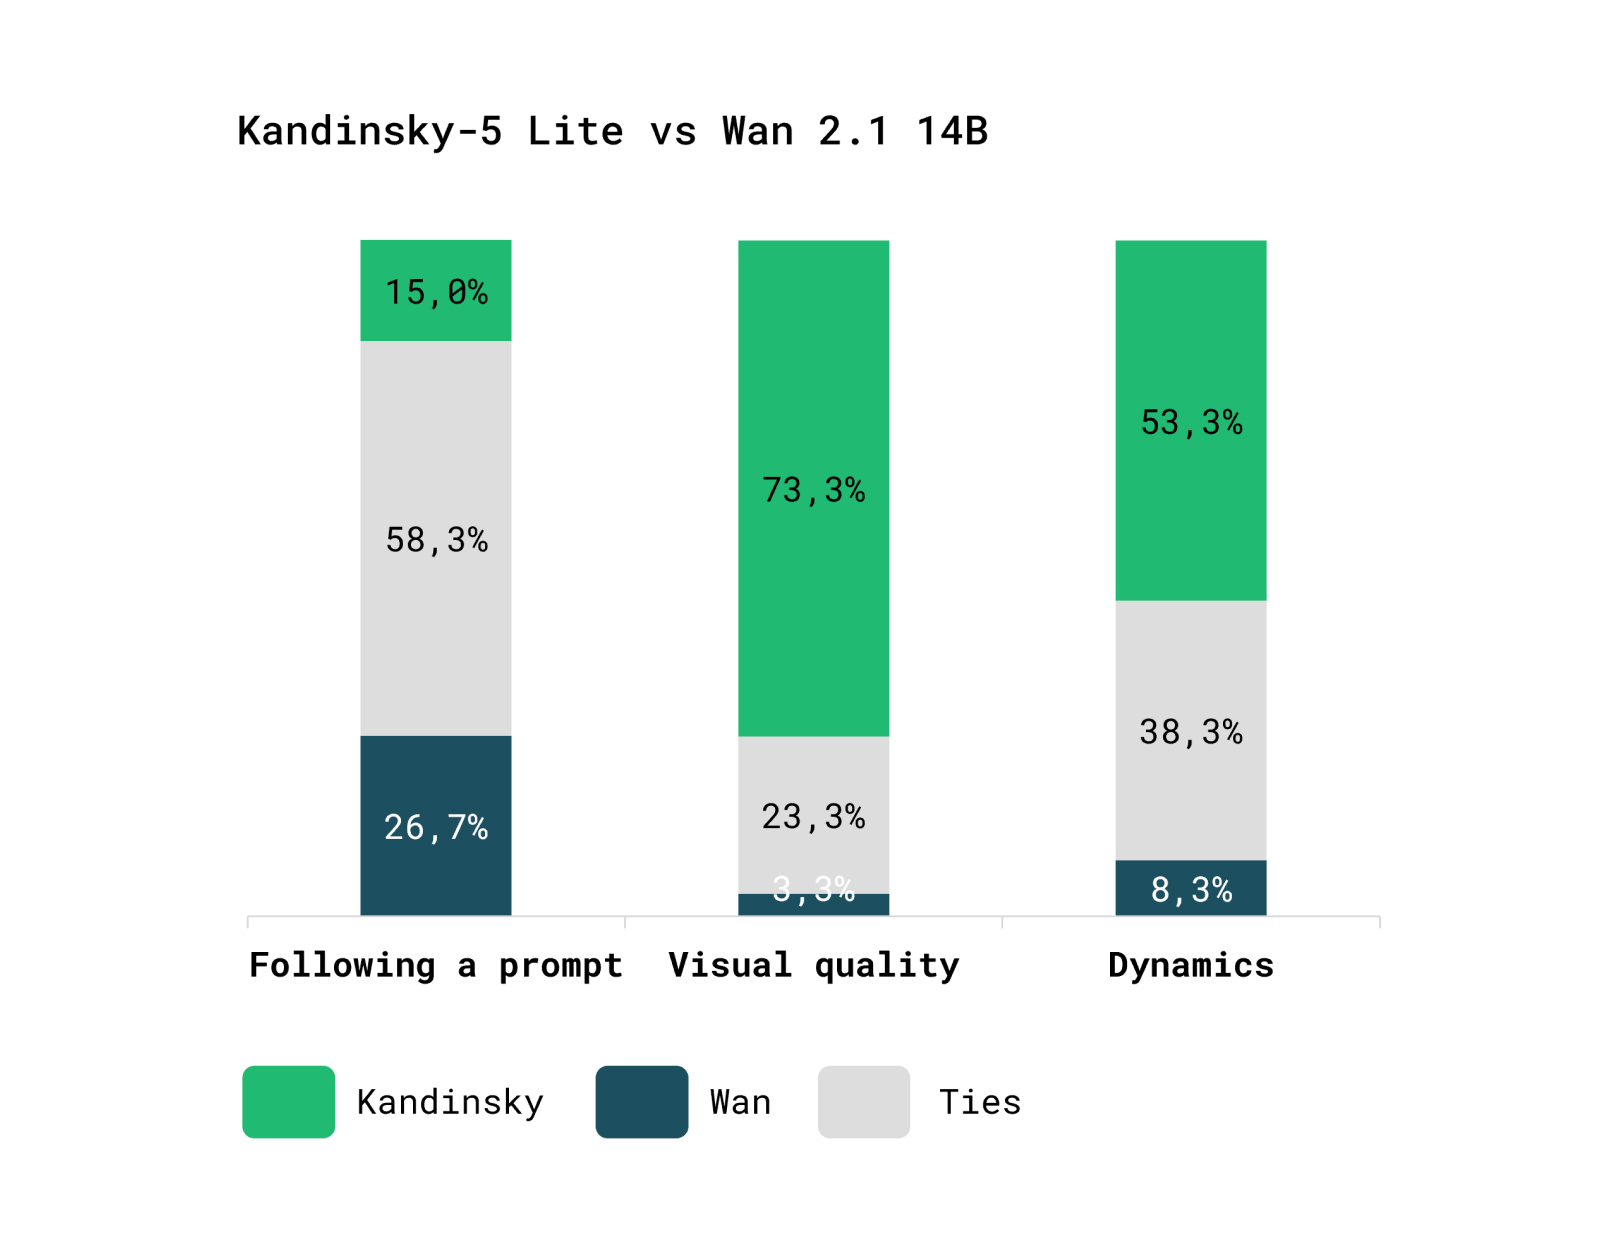 Kandinsky-5 Lite vs Wan 2.1 14B
15,0%
73,3%
53,3%
58,3%
23,3%
38,3%
26,7%
3,3%
8,3%
Following a prompt
Visual quality
Dynamics
Kandinsky
Wan
Ties